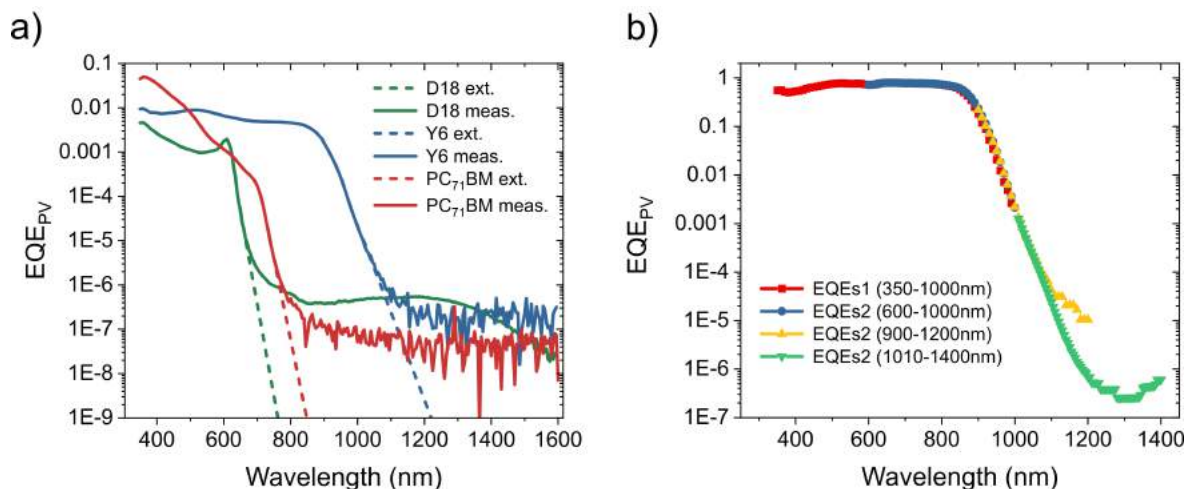 a)
0.1
0.01
0.001
1E-4
1E-5
1E-6
1E-7
1E-8
1E-9
EQE_PV
400 600 800 1000 1200 1400 1600
Wavelength (nm)
D18 ext.
D18 meas.
Y6 ext.
Y6 meas.
PC₇₁BM ext.
PC₇₁BM meas.
b)
1
0.1
0.01
0.001
1E-4
1E-5
1E-6
1E-7
EQE_PV
400 600 800 1000 1200 1400
Wavelength (nm)
EQEs1 (350-1000nm)
EQEs2 (600-1000nm)
EQEs2 (900-1200nm)
EQEs2 (1010-1400nm)